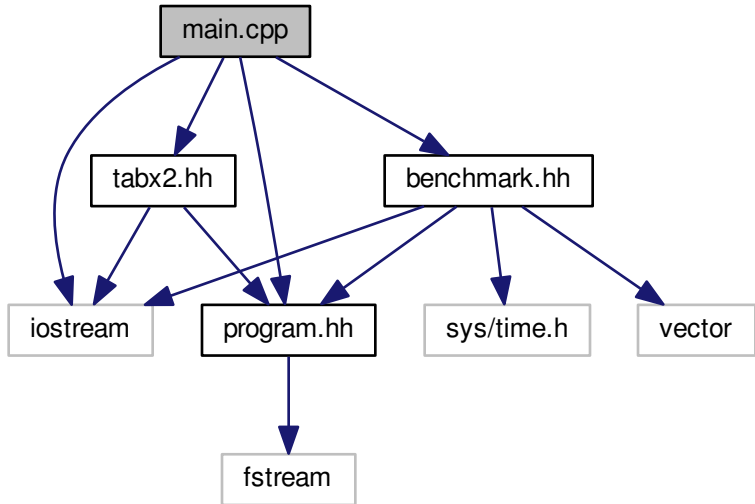 main.cpp
tabx2.hh
benchmark.hh
iostream
program.hh
sys/time.h
vector
fstream